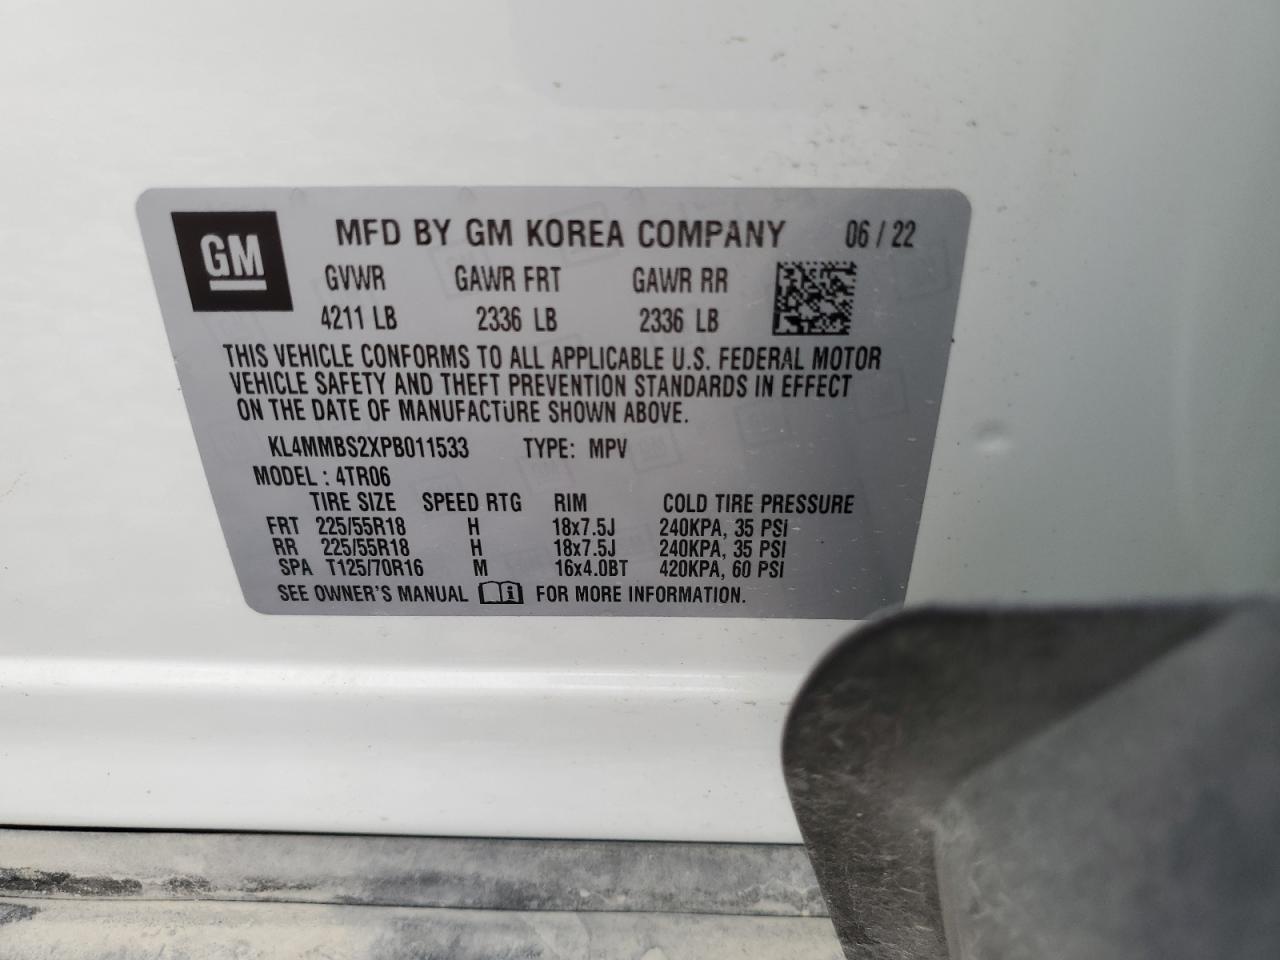 GM MFD BY GM KOREA COMPANY 06 / 22
GVWR GAWR FRT GAWR RR
4211 LB 2336 LB 2336 LB
THIS VEHICLE CONFORMS TO ALL APPLICABLE U.S. FEDERAL MOTOR
VEHICLE SAFETY AND THEFT PREVENTION STANDARDS IN EFFECT
ON THE DATE OF MANUFACTURE SHOWN ABOVE.
KL4MMBS2XPB011533 TYPE: MPV
MODEL : 4TR06
TIRE SIZE SPEED RTG RIM COLD TIRE PRESSURE
FRT 225/55R18 H 18x7.5J 240KPA, 35 PSI
RR 225/55R18 H 18x7.5J 240KPA, 35 PSI
SPA T125/70R16 M 16x4.0BT 420KPA, 60 PSI
SEE OWNER'S MANUAL FOR MORE INFORMATION.